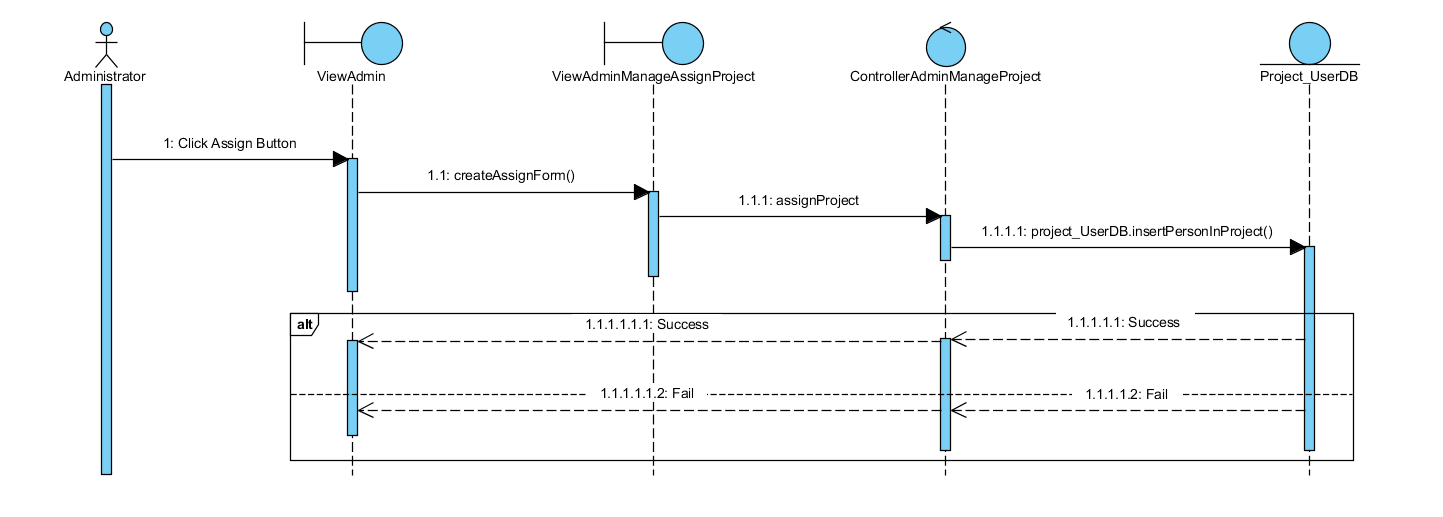 Administrator
ViewAdmin
ViewAdminManageAssignProject
ControllerAdminManageProject
Project_UserDB
1: Click Assign Button
1.1: createAssignForm()
1.1.1: assignProject
1.1.1.1: project_UserDB.insertPersonInProject()
alt
1.1.1.1.1.1: Success
1.1.1.1.1: Success
1.1.1.1.1.2: Fail
1.1.1.1.2: Fail